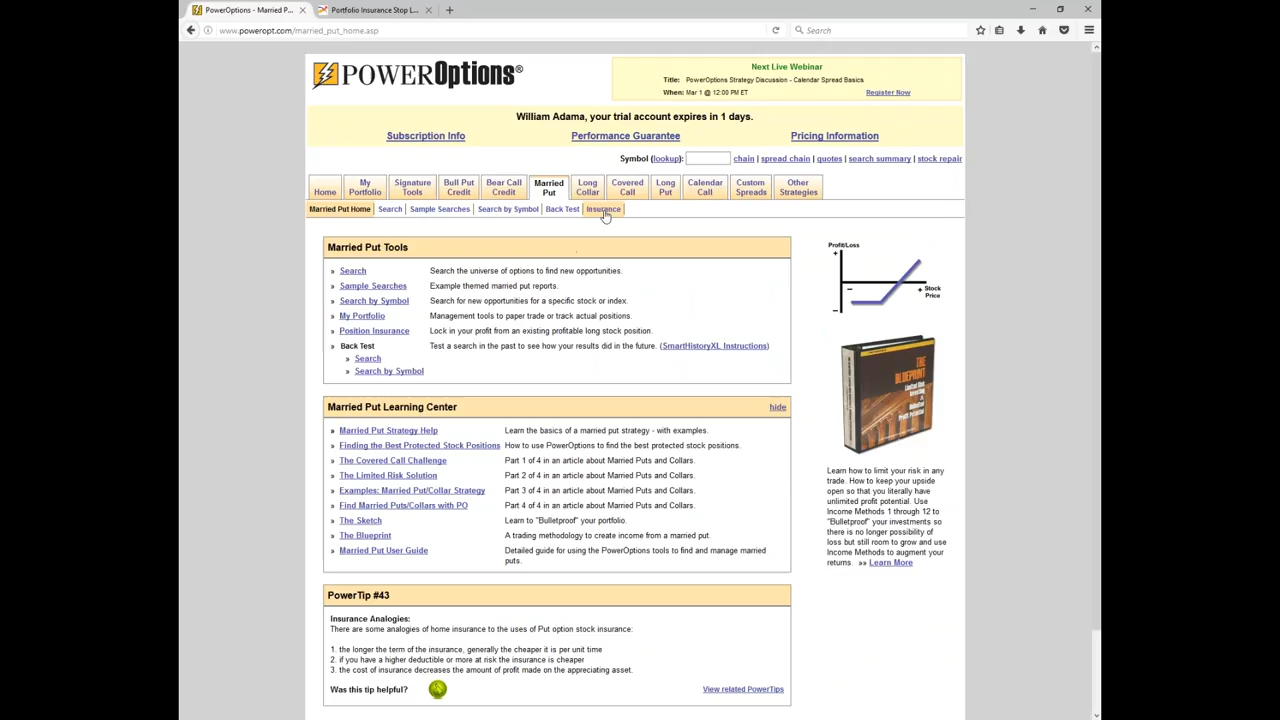 PowerOptions - Married P...
Portfolio Insurance Stop L...
www.poweropt.com/married_put_home.asp
Search
POWEROptions®
Next Live Webinar
Title: PowerOptions Strategy Discussion - Calendar Spread Basics
When: Mar 1 @ 12:00 PM ET
Register Now
William Adama, your trial account expires in 1 days.
Subscription Info
Performance Guarantee
Pricing Information
Symbol (lookup): chain | spread chain | quotes | search summary | stock repair
Home
My Portfolio
Signature Tools
Bull Put Credit
Bear Call Credit
Married Put
Long Collar
Covered Call
Long Put
Calendar Call
Custom Spreads
Other Strategies
Married Put Home | Search | Sample Searches | Search by Symbol | Back Test | Insurance
Married Put Tools
» Search Search the universe of options to find new opportunities.
» Sample Searches Example themed married put reports.
» Search by Symbol Search for new opportunities for a specific stock or index.
» My Portfolio Management tools to paper trade or track actual positions.
» Position Insurance Lock in your profit from an existing profitable long stock position.
» Back Test Test a search in the past to see how your results did in the future. (SmartHistoryXL Instructions)
» Search
» Search by Symbol
Married Put Learning Center hide
» Married Put Strategy Help Learn the basics of a married put strategy - with examples.
» Finding the Best Protected Stock Positions How to use PowerOptions to find the best protected stock positions.
» The Covered Call Challenge Part 1 of 4 in an article about Married Puts and Collars.
» The Limited Risk Solution Part 2 of 4 in an article about Married Puts and Collars.
» Examples: Married Put/Collar Strategy Part 3 of 4 in an article about Married Puts and Collars.
» Find Married Puts/Collars with PO Part 4 of 4 in an article about Married Puts and Collars.
» The Sketch Learn to "Bulletproof" your portfolio.
» The Blueprint A trading methodology to create income from a married put.
» Married Put User Guide Detailed guide for using the PowerOptions tools to find and manage married
puts.
PowerTip #43
Insurance Analogies:
There are some analogies of home insurance to the uses of Put option stock insurance:
1. the longer the term of the insurance, generally the cheaper it is per unit time
2. if you have a higher deductible or more at risk the insurance is cheaper
3. the cost of insurance decreases the amount of profit made on the appreciating asset.
Was this tip helpful?
View related PowerTips
Profit/Loss
+
−
+ Stock
Price
−
THE
BLUEPRINT
Learn how to limit your risk in any
trade. How to keep your upside
open so that you literally have
unlimited profit potential. Use
Income Methods 1 through 12 to
"Bulletproof" your investments so
there is no longer possibility of
loss but still room to grow and use
Income Methods to augment your
returns. »» Learn More